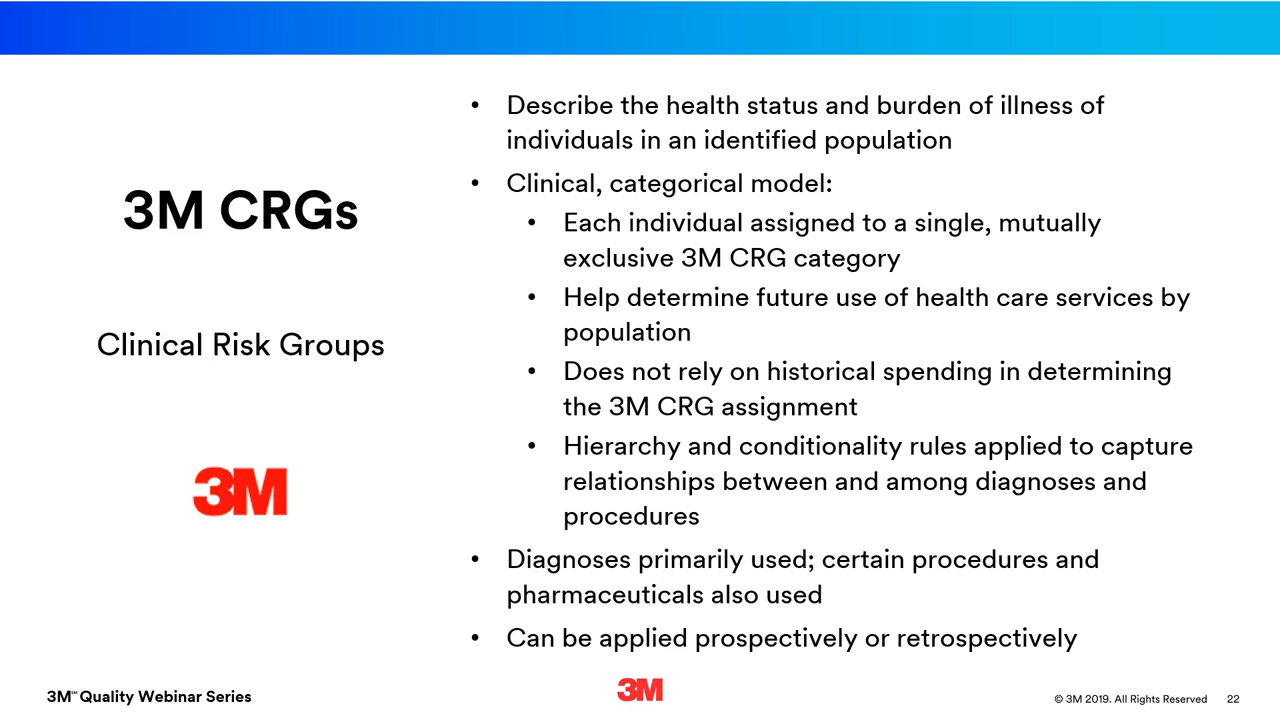 3M CRGs
Clinical Risk Groups
3M
• Describe the health status and burden of illness of
individuals in an identified population
• Clinical, categorical model:
• Each individual assigned to a single, mutually
exclusive 3M CRG category
• Help determine future use of health care services by
population
• Does not rely on historical spending in determining
the 3M CRG assignment
• Hierarchy and conditionality rules applied to capture
relationships between and among diagnoses and
procedures
• Diagnoses primarily used; certain procedures and
pharmaceuticals also used
• Can be applied prospectively or retrospectively
3M℠ Quality Webinar Series
3M
© 3M 2019. All Rights Reserved 22